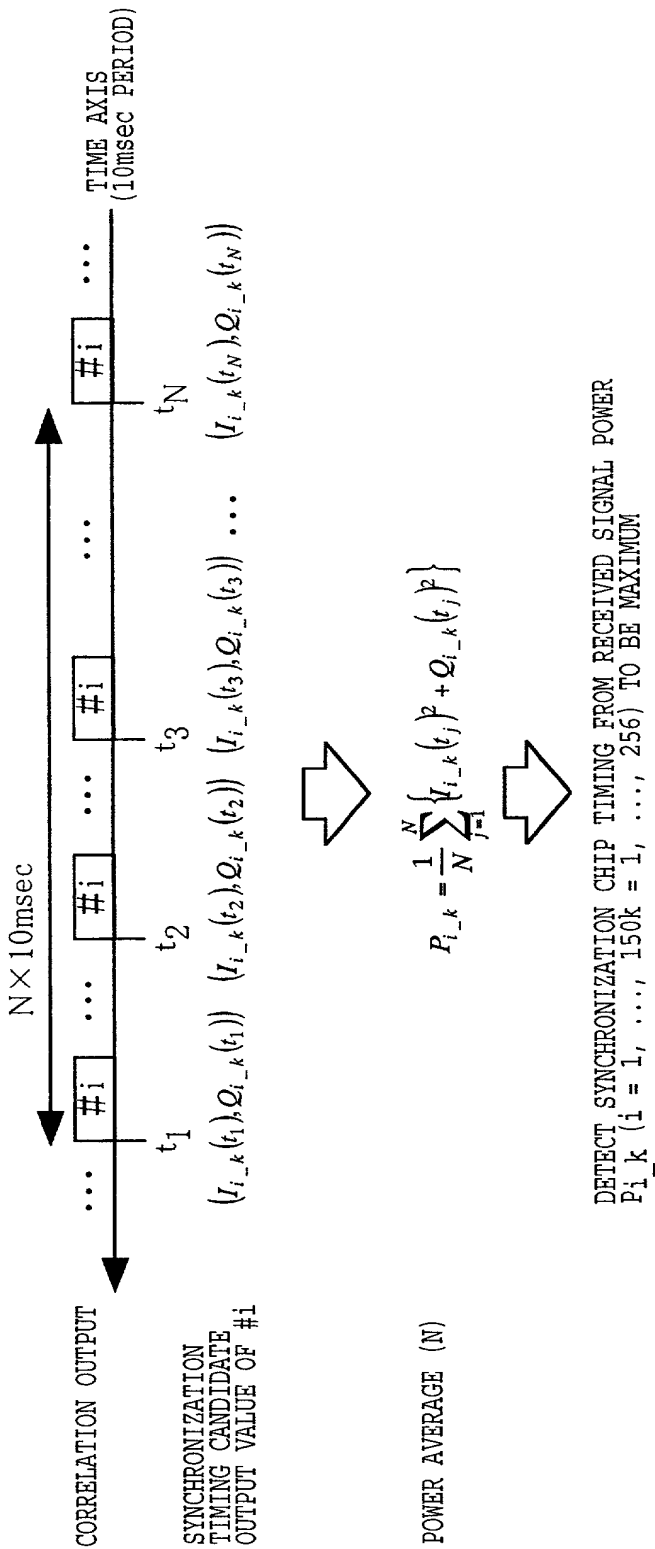 N×10msec
CORRELATION OUTPUT
... #i ... #i ... #i ... #i ...
TIME AXIS
(10msec PERIOD)
t1 t2 t3 tN
SYNCHRONIZATION
TIMING CANDIDATE
OUTPUT VALUE OF #i
(I_{i_k}(t_1),Q_{i_k}(t_1)) (I_{i_k}(t_2),Q_{i_k}(t_2)) (I_{i_k}(t_3),Q_{i_k}(t_3)) ... (I_{i_k}(t_N),Q_{i_k}(t_N))
POWER AVERAGE (N)
P_{i_k} = \frac{1}{N} \sum_{j=1}^{N} {I_{i_k}(t_j)^2 + Q_{i_k}(t_j)^2}
DETECT SYNCHRONIZATION CHIP TIMING FROM RECEIVED SIGNAL POWER
Pi_k (i = 1, ..., 150k = 1, ..., 256) TO BE MAXIMUM